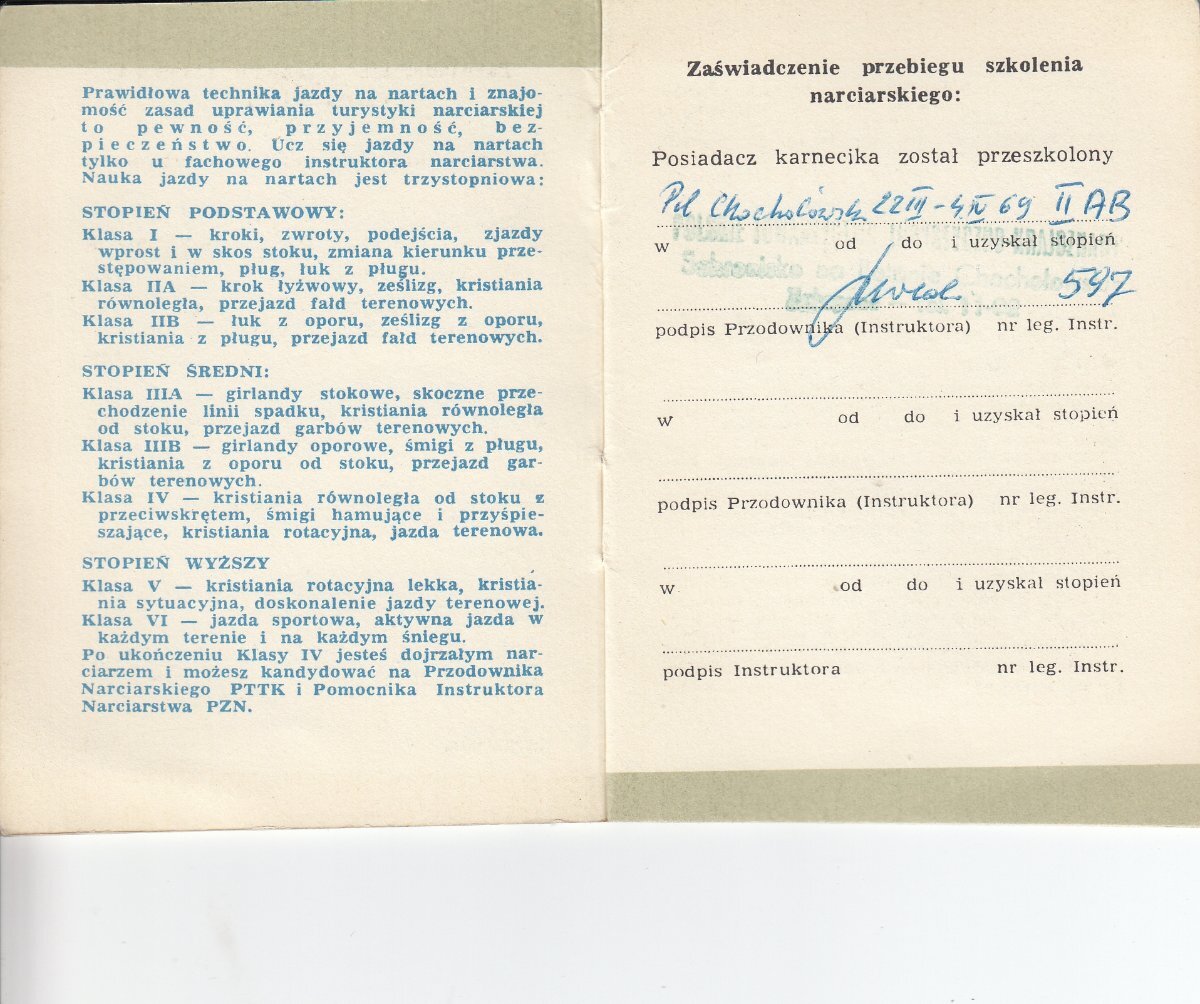 Prawidłowa technika jazdy na nartach i znajo-
mość zasad uprawiania turystyki narciarskiej
to pewność, przyjemność, bez-
pieczeństwo. Ucz się jazdy na nartach
tylko u fachowego instruktora narciarstwa.
Nauka jazdy na nartach jest trzystopniowa:
STOPIEŃ PODSTAWOWY:
Klasa I — kroki, zwroty, podejścia, zjazdy
wprost i w skos stoku, zmiana kierunku prze-
stępowaniem, pług, łuk z pługu.
Klasa IIA — krok łyżwowy, ześlizg, kristiania
równoległa, przejazd fałd terenowych.
Klasa IIB — łuk z oporu, ześlizg z oporu,
kristiania z pługu, przejazd fałd terenowych.
STOPIEŃ ŚREDNI:
Klasa IIIA — girlandy stokowe, skoczne prze-
chodzenie linii spadku, kristiania równoległa
od stoku, przejazd garbów terenowych.
Klasa IIIB — girlandy oporowe, śmigi z pługu,
kristiania z oporu od stoku, przejazd gar-
bów terenowych.
Klasa IV — kristiania równoległa od stoku z
przeciwskrętem, śmigi hamujące i przyśpie-
szające, kristiania rotacyjna, jazda terenowa.
STOPIEŃ WYŻSZY
Klasa V — kristiania rotacyjna lekka, kristia-
nia sytuacyjna, doskonalenie jazdy terenowej.
Klasa VI — jazda sportowa, aktywna jazda w
każdym terenie i na każdym śniegu.
Po ukończeniu Klasy IV jesteś dojrzałym nar-
ciarzem i możesz kandydować na Przodownika
Narciarskiego PTTK i Pomocnika Instruktora
Narciarstwa PZN.
Zaświadczenie przebiegu szkolenia
narciarskiego:
Posiadacz karnecika został przeszkolony
Pol. Chochołowsk 22 III - 4 IV 69 II AB
w od do i uzyskał stopień
597
podpis Przodownika (Instruktora) nr leg. Instr.
w od do i uzyskał stopień
podpis Przodownika (Instruktora) nr leg. Instr.
w od do i uzyskał stopień
podpis Instruktora nr leg. Instr.